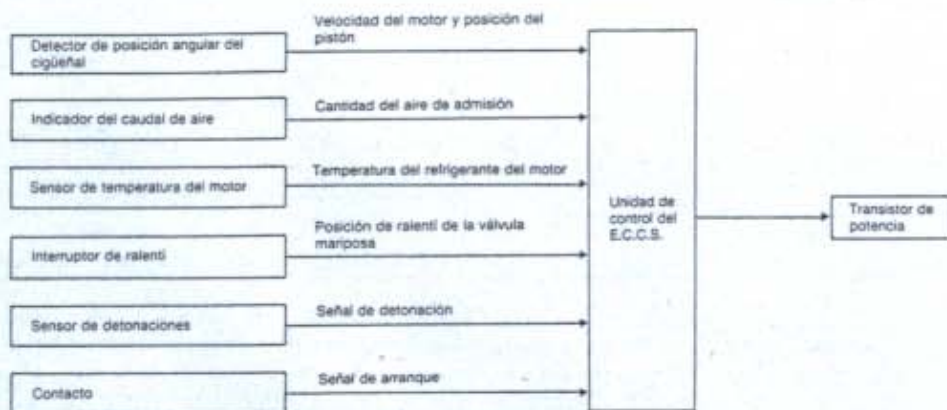 Detector de posición angular del
cigüeñal
Velocidad del motor y posición del
pistón
Indicador del caudal de aire
Cantidad del aire de admisión
Sensor de temperatura del motor
Temperatura del refrigerante del motor
Interruptor de ralentí
Posición de ralentí de la válvula
mariposa
Sensor de detonaciones
Señal de detonación
Contacto
Señal de arranque
Unidad de
control del
E.C.C.S.
Transistor de
potencia